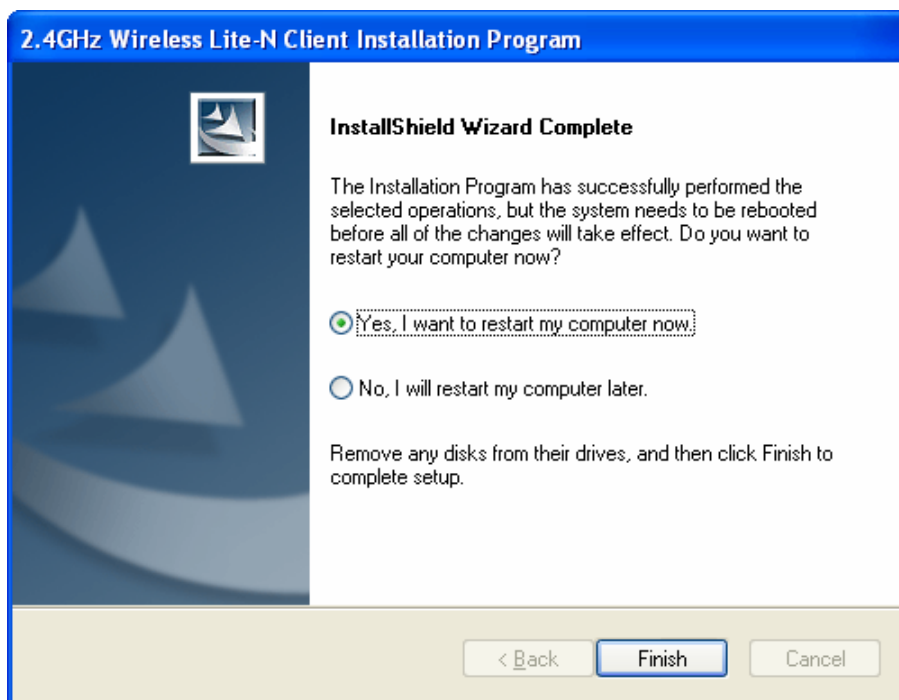 2.4GHz Wireless Lite-N Client Installation Program
InstallShield Wizard Complete
The Installation Program has successfully performed the
selected operations, but the system needs to be rebooted
before all of the changes will take effect. Do you want to
restart your computer now?
Yes, I want to restart my computer now.
No, I will restart my computer later.
Remove any disks from their drives, and then click Finish to
complete setup.
< Back
Finish
Cancel